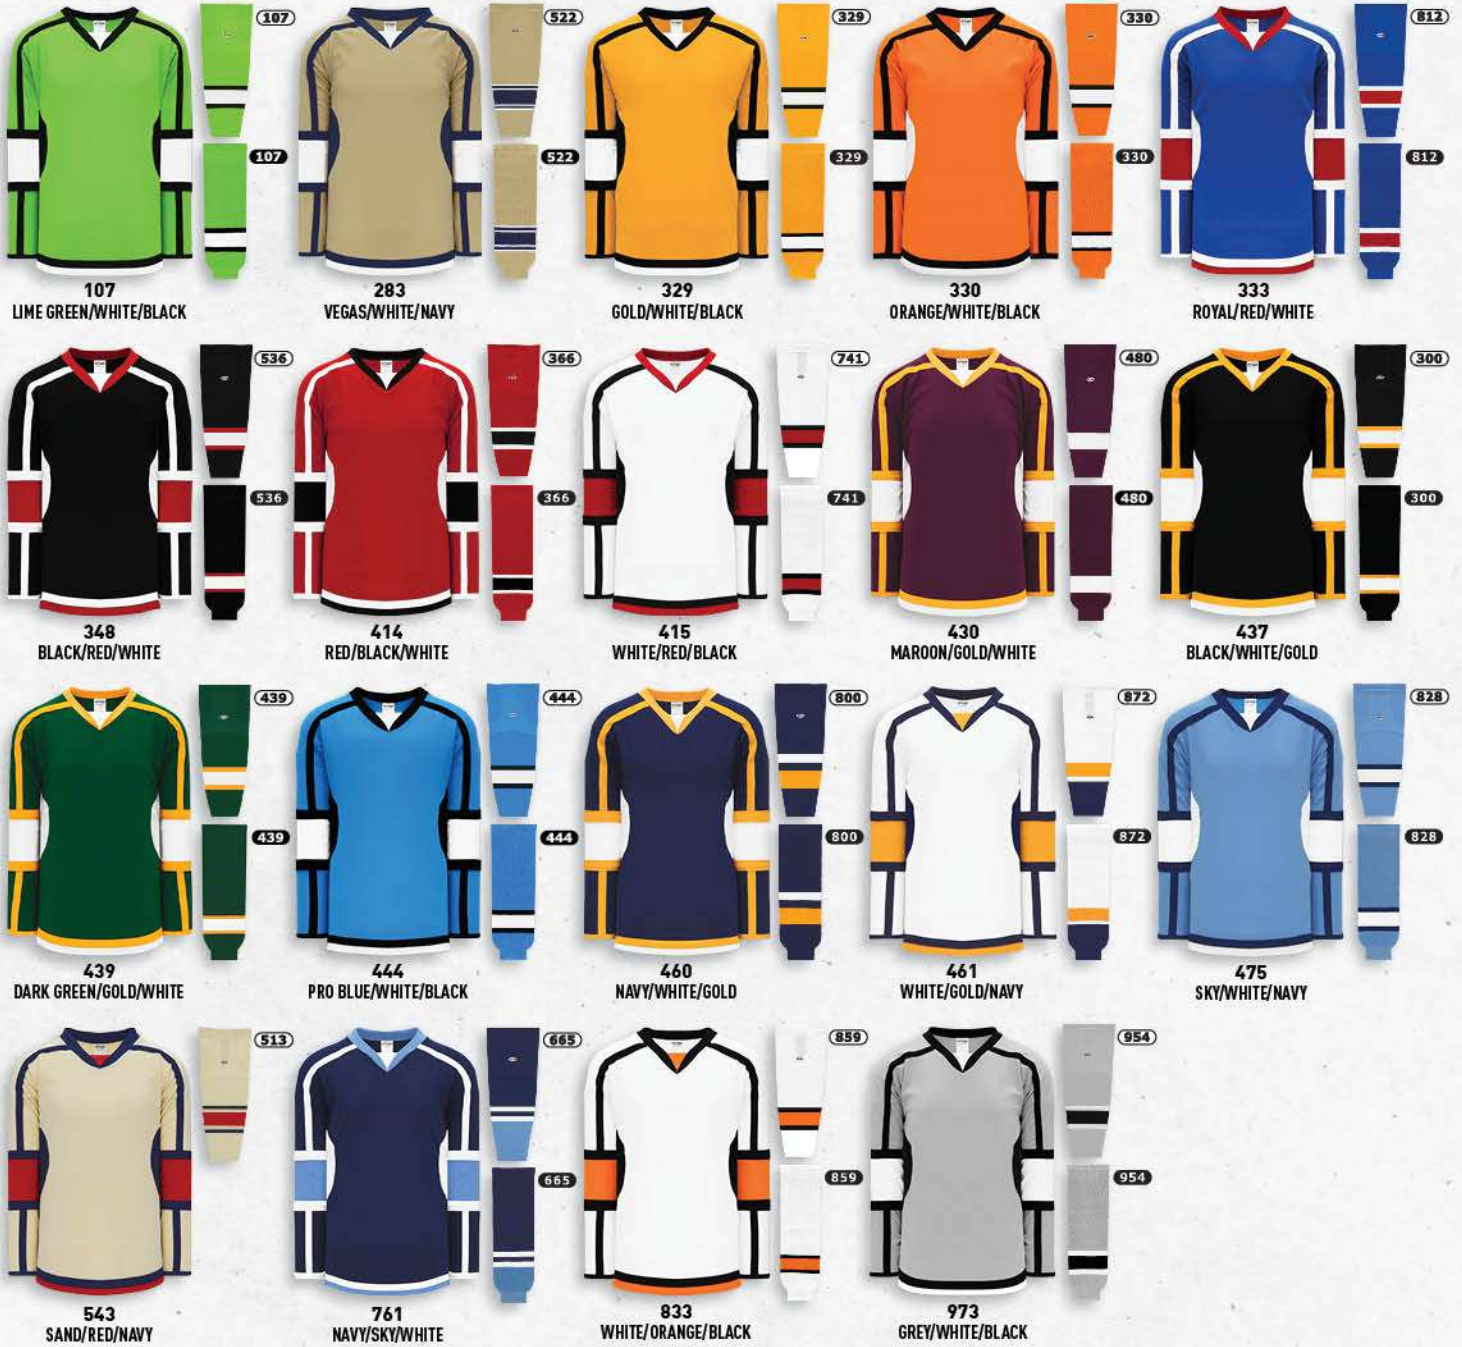 107
107
107
LIME GREEN/WHITE/BLACK
522
522
283
VEGAS/WHITE/NAVY
329
329
329
GOLD/WHITE/BLACK
330
330
330
ORANGE/WHITE/BLACK
812
812
333
ROYAL/RED/WHITE
536
536
348
BLACK/RED/WHITE
366
366
414
RED/BLACK/WHITE
741
741
415
WHITE/RED/BLACK
480
480
430
MAROON/GOLD/WHITE
300
300
437
BLACK/WHITE/GOLD
439
439
439
DARK GREEN/GOLD/WHITE
444
444
444
PRO BLUE/WHITE/BLACK
800
800
460
NAVY/WHITE/GOLD
872
872
461
WHITE/GOLD/NAVY
828
828
475
SKY/WHITE/NAVY
513
543
SAND/RED/NAVY
665
665
761
NAVY/SKY/WHITE
859
859
833
WHITE/ORANGE/BLACK
954
954
973
GREY/WHITE/BLACK